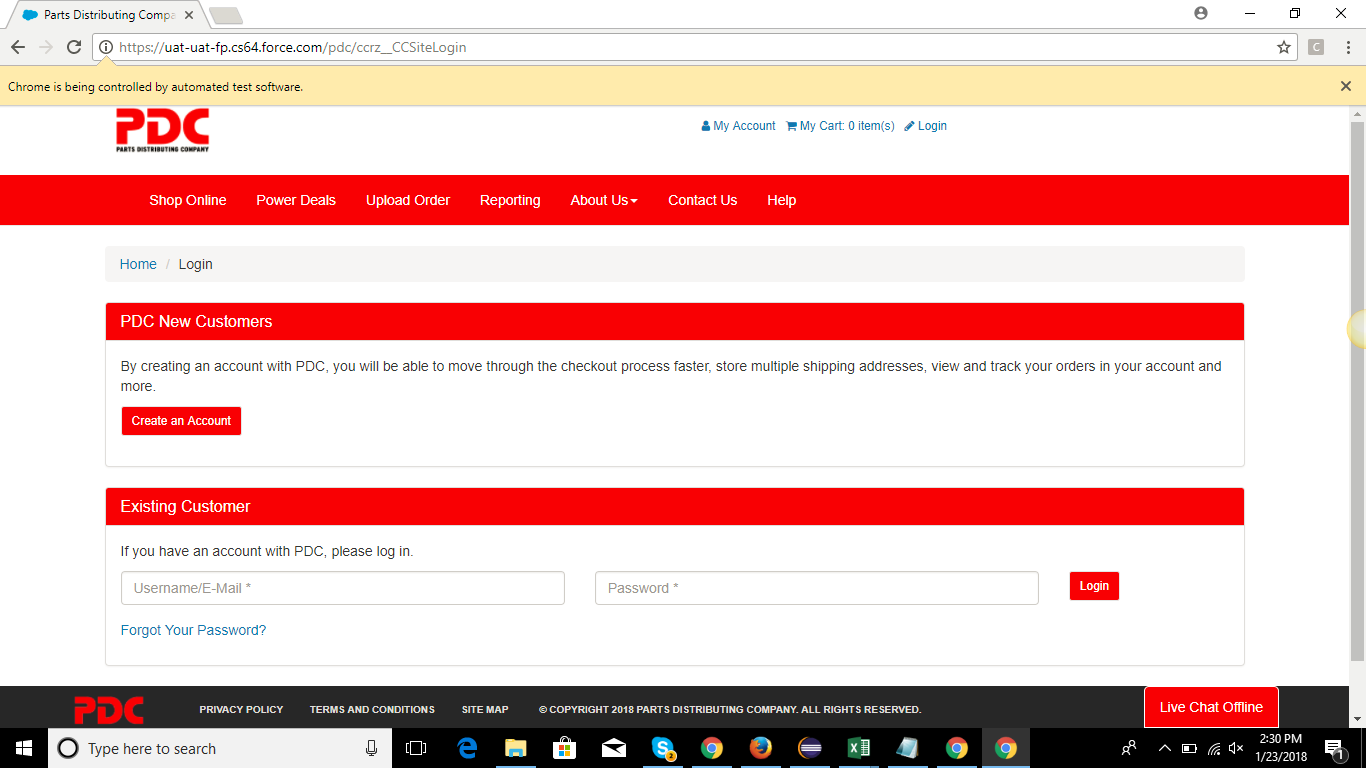 Parts Distributing Compa
https://uat-uat-fp.cs64.force.com/pdc/ccrz__CCSiteLogin
C
Chrome is being controlled by automated test software.
PDC
PARTS DISTRIBUTING COMPANY
My Account My Cart: 0 item(s) Login
Shop Online Power Deals Upload Order Reporting About Us Contact Us Help
Home / Login
PDC New Customers
By creating an account with PDC, you will be able to move through the checkout process faster, store multiple shipping addresses, view and track your orders in your account and
more.
Create an Account
Existing Customer
If you have an account with PDC, please log in.
Username/E-Mail * Password * Login
Forgot Your Password?
PDC PRIVACY POLICY TERMS AND CONDITIONS SITE MAP © COPYRIGHT 2018 PARTS DISTRIBUTING COMPANY. ALL RIGHTS RESERVED. Live Chat Offline
Type here to search
2
2:30 PM
1/23/2018
1